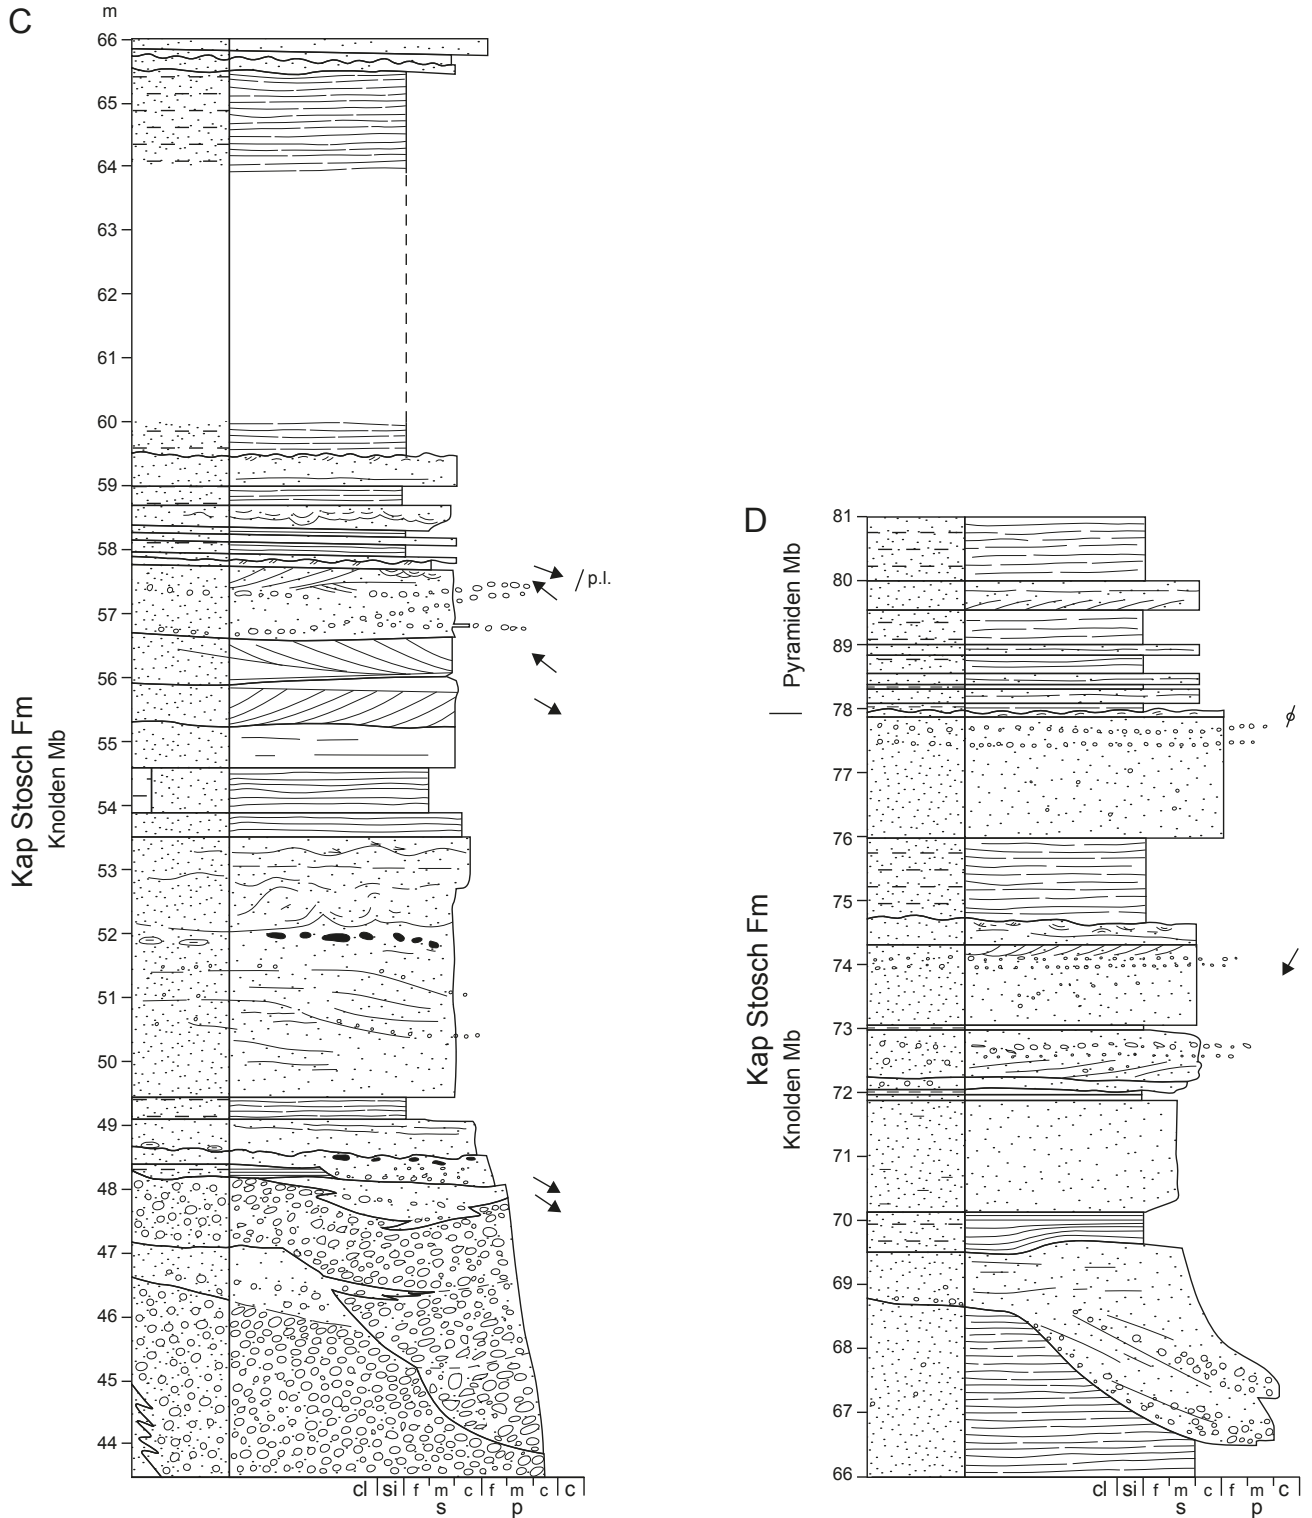 C
m
66
65
64
63
62
61
60
59
58
57
56
55
54
53
52
51
50
49
48
47
46
45
44
p.l.
Kap Stosch Fm
Knolden Mb
cl si f m c f m c c
s p
D
81
80
89
78
77
76
75
74
73
72
71
70
69
68
67
66
Pyramiden Mb
Kap Stosch Fm
Knolden Mb
ϕ
cl si f m c f m c
s p